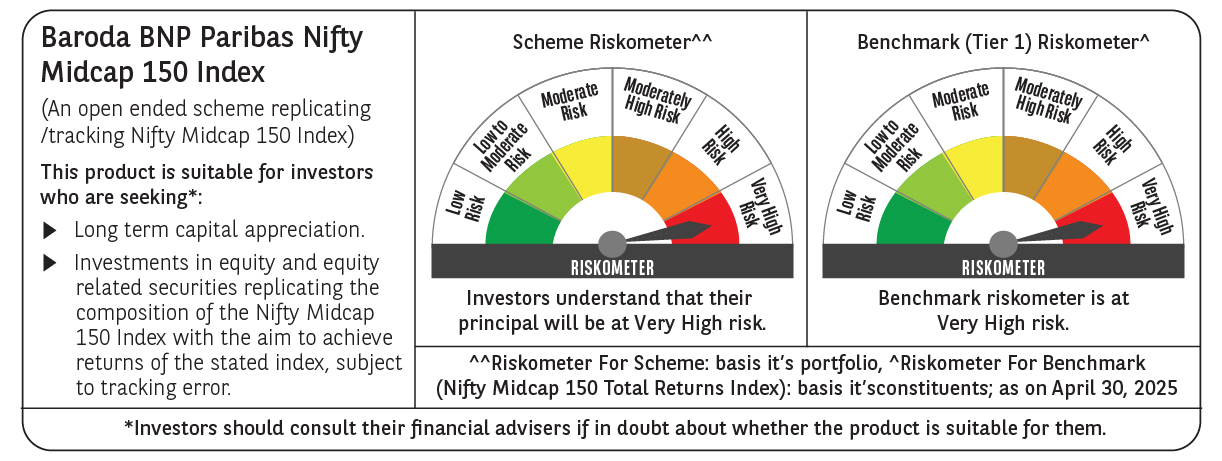 Baroda BNP Paribas Nifty
Midcap 150 Index
(An open ended scheme replicating
/tracking Nifty Midcap 150 Index)
This product is suitable for investors
who are seeking*:
▶ Long term capital appreciation.
▶ Investments in equity and equity
related securities replicating the
composition of the Nifty Midcap
150 Index with the aim to achieve
returns of the stated index, subject
to tracking error.
Scheme Riskometer^^
Low
Risk
Low to
Moderate
Risk
Moderate
Risk
Moderately
High Risk
High
Risk
Very High
Risk
RISKOMETER
Investors understand that their
principal will be at Very High risk.
Benchmark (Tier 1) Riskometer^
Low
Risk
Low to
Moderate
Risk
Moderate
Risk
Moderately
High Risk
High
Risk
Very High
Risk
RISKOMETER
Benchmark riskometer is at
Very High risk.
^^Riskometer For Scheme: basis it's portfolio, ^Riskometer For Benchmark
(Nifty Midcap 150 Total Returns Index): basis it'sconstituents; as on April 30, 2025
*Investors should consult their financial advisers if in doubt about whether the product is suitable for them.